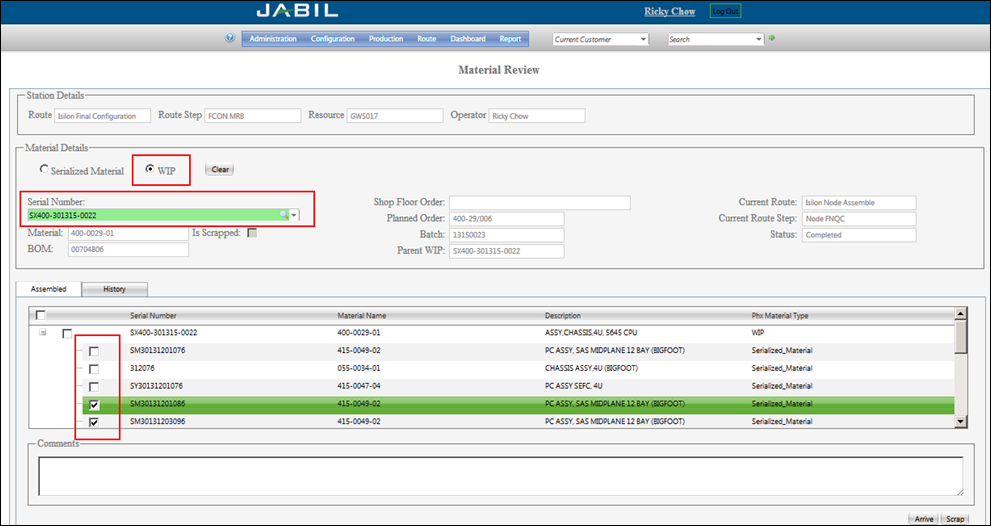 JABIL
Ricky Chow Log Out
Administration Configuration Production Route Dashboard Report Current Customer Search
Material Review
Station Details
Route Isilon Final Configuration Route Step FCON MRB Resource GWS017 Operator Ricky Chow
Material Details
Serialized Material WIP Clear
Serial Number: Shop Floor Order: Current Route: Isilon Node Assemble
SX400-301315-0022 Planned Order: 400-29/006 Current Route Step: Node FNQC
Material: 400-0029-01 Is Scrapped: Batch: 13150023 Status: Completed
BOM: 00704806 Parent WIP: SX400-301315-0022
Assembled History
Serial Number Material Name Description Phx Material Type
SX400-301315-0022 400-0029-01 ASSY,CHASSIS,4U, 5645 CPU WIP
SM30131201076 415-0049-02 PC ASSY, SAS MIDPLANE 12 BAY (BIGFOOT) Serialized_Material
312076 055-0034-01 CHASSIS ASSY,4U (BIGFOOT) Serialized_Material
SY30131201076 415-0047-04 PC ASSY SEFC, 4U Serialized_Material
SM30131201086 415-0049-02 PC ASSY, SAS MIDPLANE 12 BAY (BIGFOOT) Serialized_Material
SM30131203096 415-0049-02 PC ASSY, SAS MIDPLANE 12 BAY (BIGFOOT) Serialized_Material
Comments
Arrive Scrap